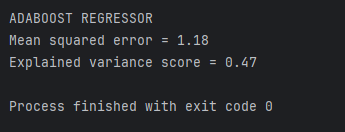 ADABOOST REGRESSOR
Mean squared error = 1.18
Explained variance score = 0.47
Process finished with exit code 0